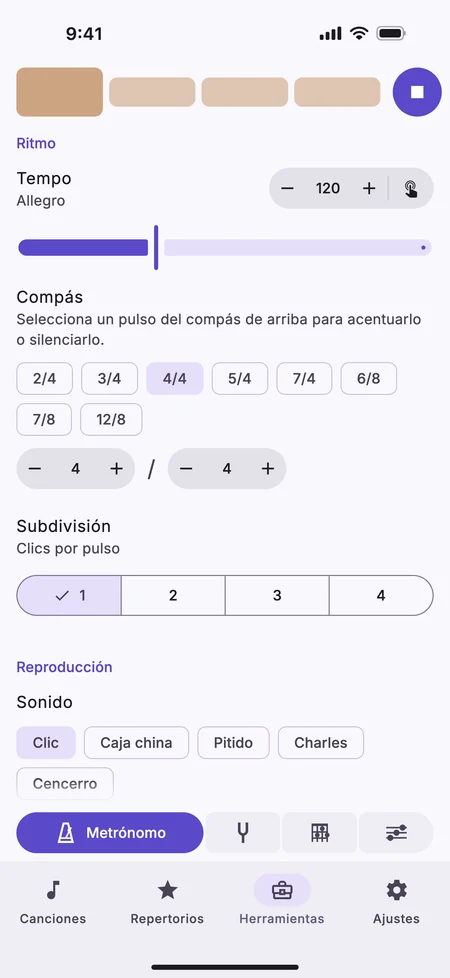 9:41
Ritmo
Tempo
Allegro
120
Compás
Selecciona un pulso del compás de arriba para acentuarlo
o silenciarlo.
2/4 3/4 4/4 5/4 7/4 6/8
7/8 12/8
4 / 4
Subdivisión
Clics por pulso
1 2 3 4
Reproducción
Sonido
Clic Caja china Pitido Charles
Cencerro
Metrónomo
Canciones Repertorios Herramientas Ajustes